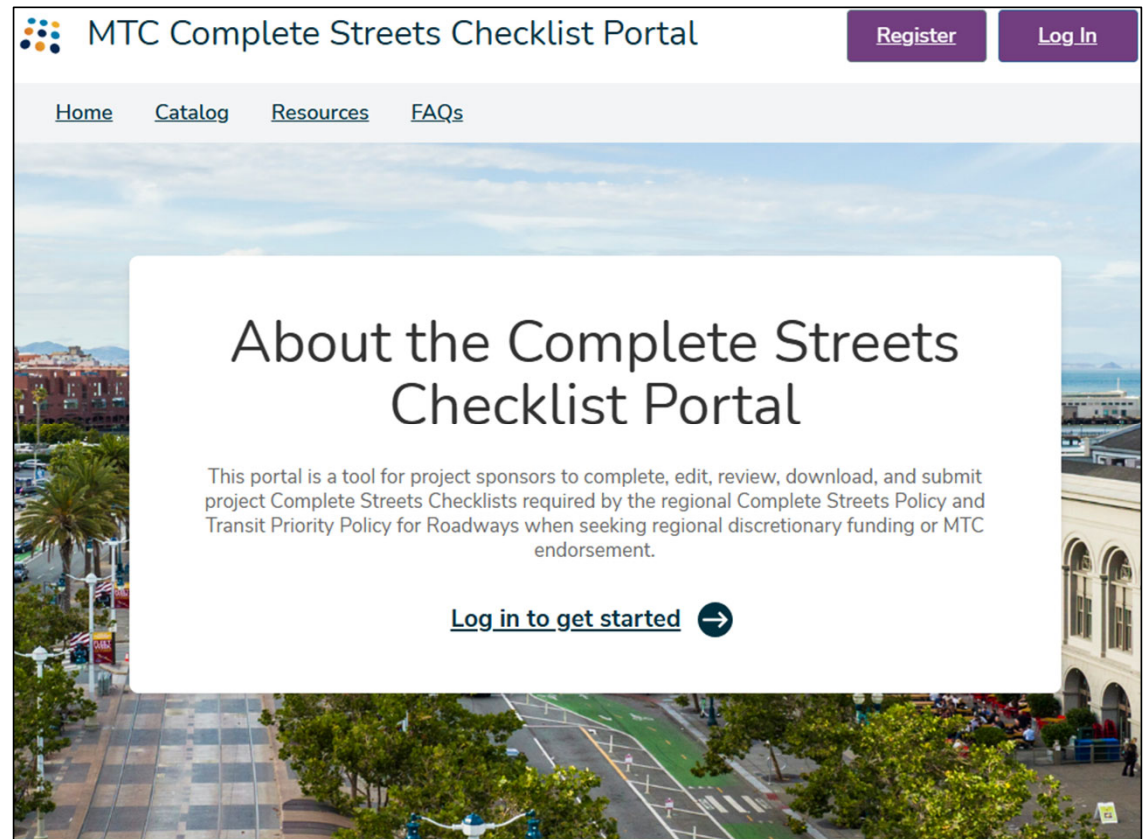 MTC Complete Streets Checklist Portal
Register
Log In
Home
Catalog
Resources
FAQs
About the Complete Streets
Checklist Portal
This portal is a tool for project sponsors to complete, edit, review, download, and submit
project Complete Streets Checklists required by the regional Complete Streets Policy and
Transit Priority Policy for Roadways when seeking regional discretionary funding or MTC
endorsement.
Log in to get started